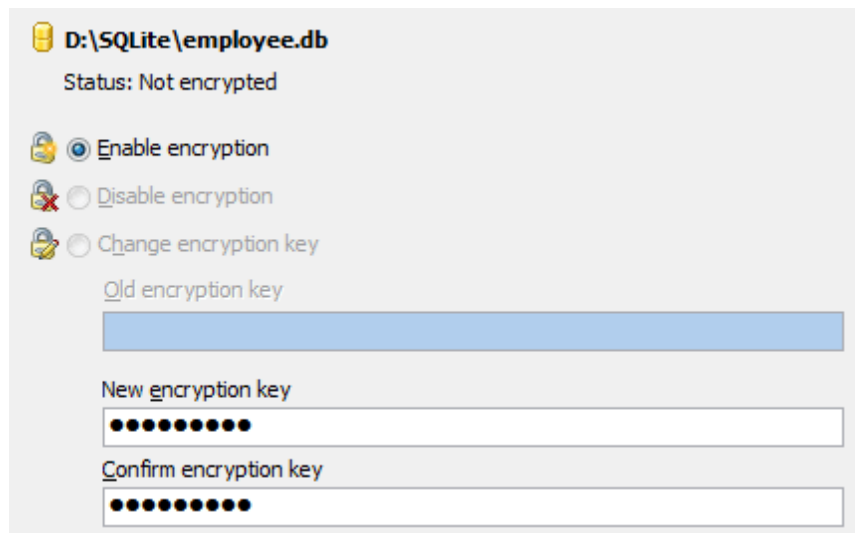 D:\SQLite\employee.db
Status: Not encrypted
Enable encryption
Disable encryption
Change encryption key
Old encryption key
New encryption key
●●●●●●●●●
Confirm encryption key
●●●●●●●●●